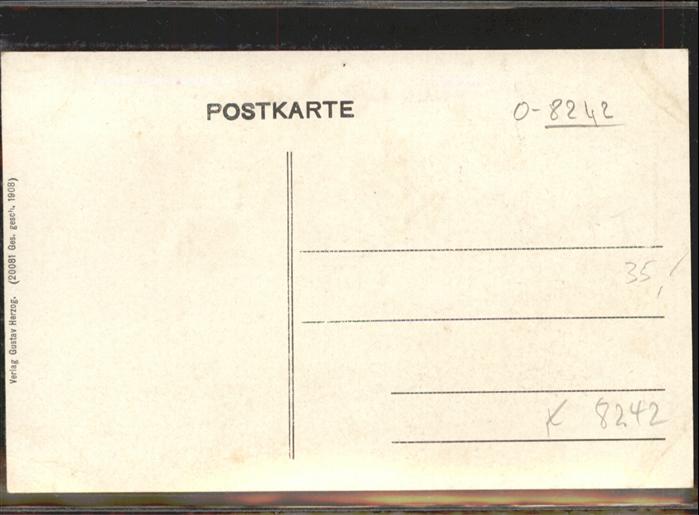 POSTKARTE
O-8242
35,/
x 8242
Verlag Gustav Herzog. (20081 Ges. gesch. 1908)